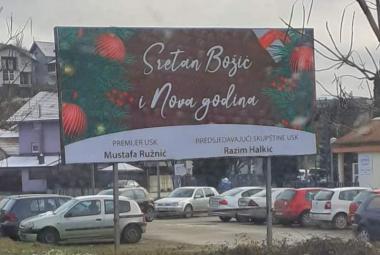 Sretan Božić
i Nova godina
PREMIJER USK
Mustafa Ružnić
PREDSJEDAVAJUĆI SKUPŠTINE USK
Razim Halkić